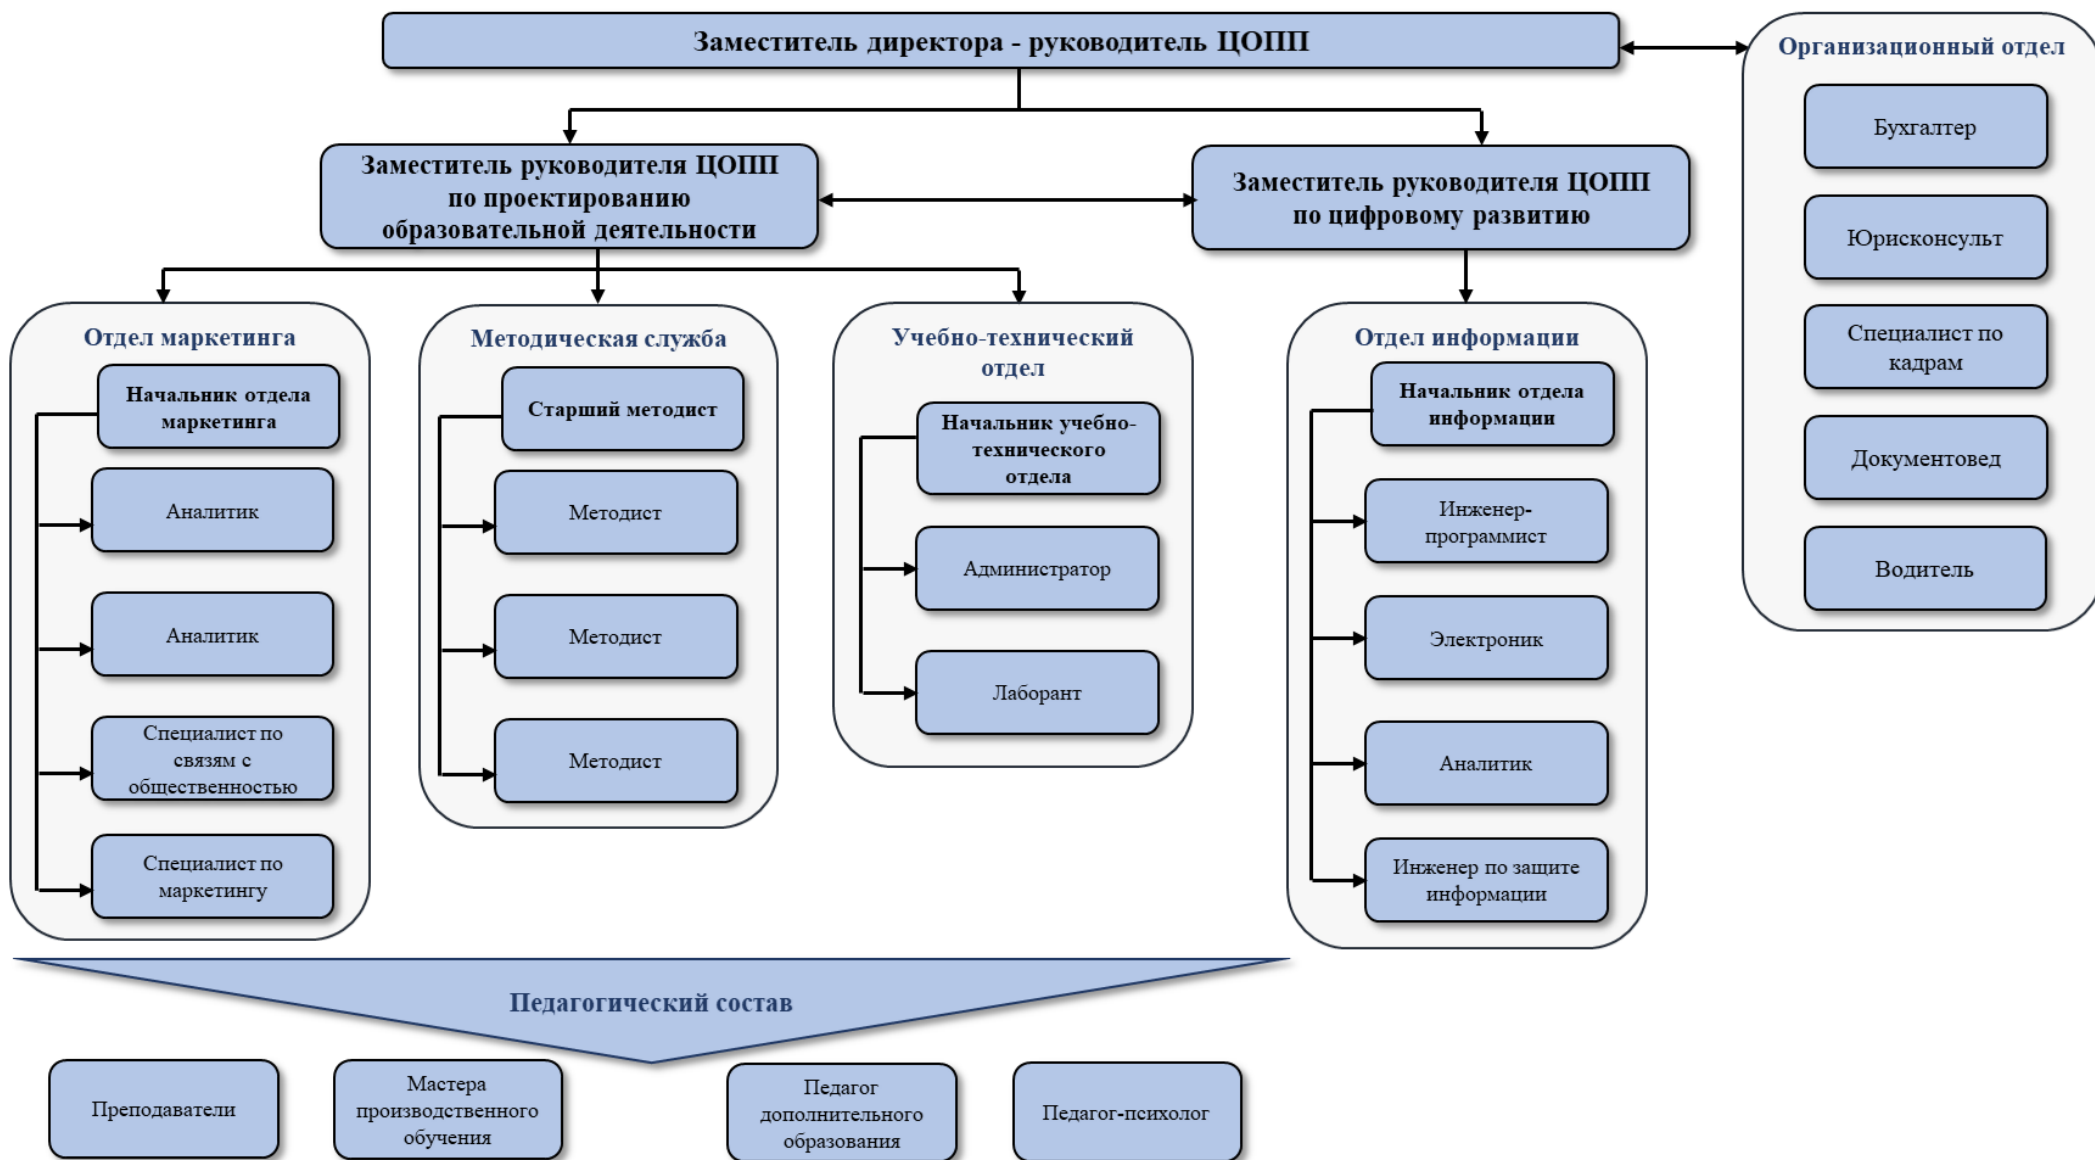 Заместитель директора - руководитель ЦОПП
Заместитель руководителя ЦОПП
по проектированию
образовательной деятельности
Заместитель руководителя ЦОПП
по цифровому развитию
Организационный отдел
Бухгалтер
Юрисконсульт
Специалист по
кадрам
Документовед
Водитель
Отдел маркетинга
Начальник отдела
маркетинга
Аналитик
Аналитик
Специалист по
связям с
общественностью
Специалист по
маркетингу
Методическая служба
Старший методист
Методист
Методист
Методист
Учебно-технический
отдел
Начальник учебно-
технического
отдела
Администратор
Лаборант
Отдел информации
Начальник отдела
информации
Инженер-
программист
Электроник
Аналитик
Инженер по защите
информации
Педагогический состав
Преподаватели
Мастера
производственного
обучения
Педагог
дополнительного
образования
Педагог-психолог